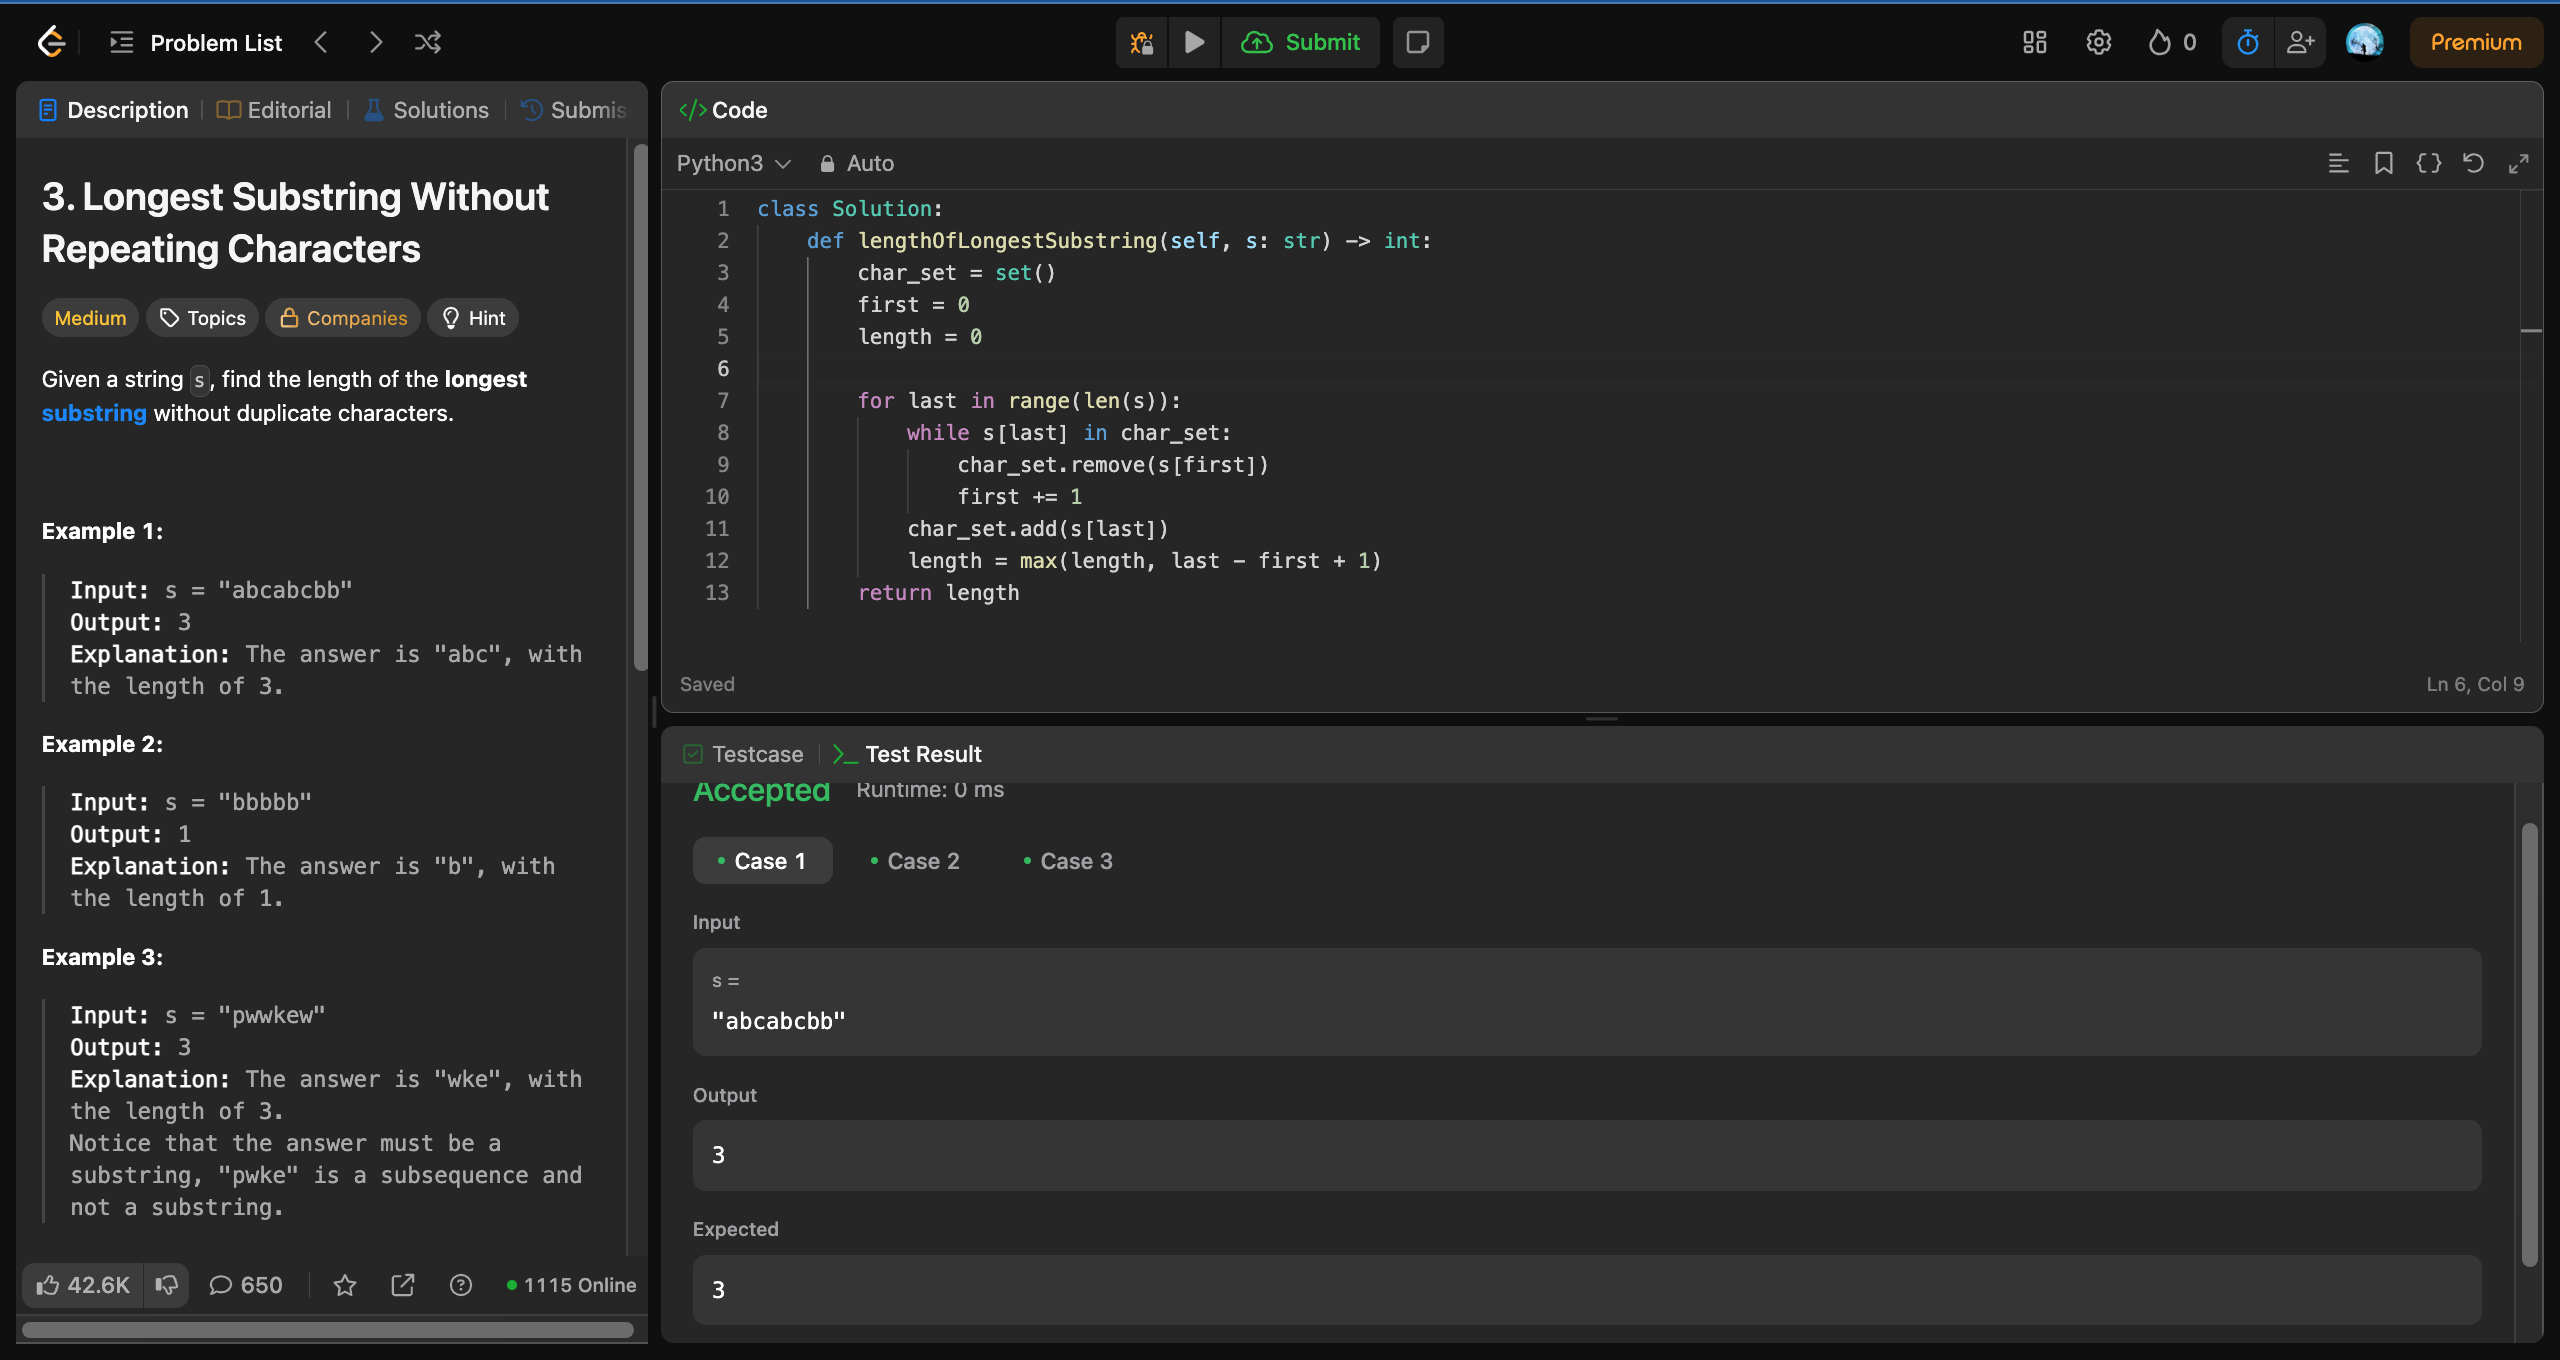 Problem List
Submit
0
Premium
Description
Editorial
Solutions
Submis
3. Longest Substring Without
Repeating Characters
Medium
Topics
Companies
Hint
Given a string s, find the length of the longest
substring without duplicate characters.
Example 1:
Input: s = "abcabcbb"
Output: 3
Explanation: The answer is "abc", with
the length of 3.
Example 2:
Input: s = "bbbbb"
Output: 1
Explanation: The answer is "b", with
the length of 1.
Example 3:
Input: s = "pwwkew"
Output: 3
Explanation: The answer is "wke", with
the length of 3.
Notice that the answer must be a
substring, "pwke" is a subsequence and
not a substring.
42.6K
650
1115 Online
</> Code
Python3
Auto
1 class Solution:
2     def lengthOfLongestSubstring(self, s: str) -> int:
3         char_set = set()
4         first = 0
5         length = 0
6
7         for last in range(len(s)):
8             while s[last] in char_set:
9                 char_set.remove(s[first])
10                 first += 1
11             char_set.add(s[last])
12             length = max(length, last - first + 1)
13         return length
Saved
Ln 6, Col 9
Testcase
>_ Test Result
Accepted
Runtime: 0 ms
Case 1
Case 2
Case 3
Input
s =
"abcabcbb"
Output
3
Expected
3